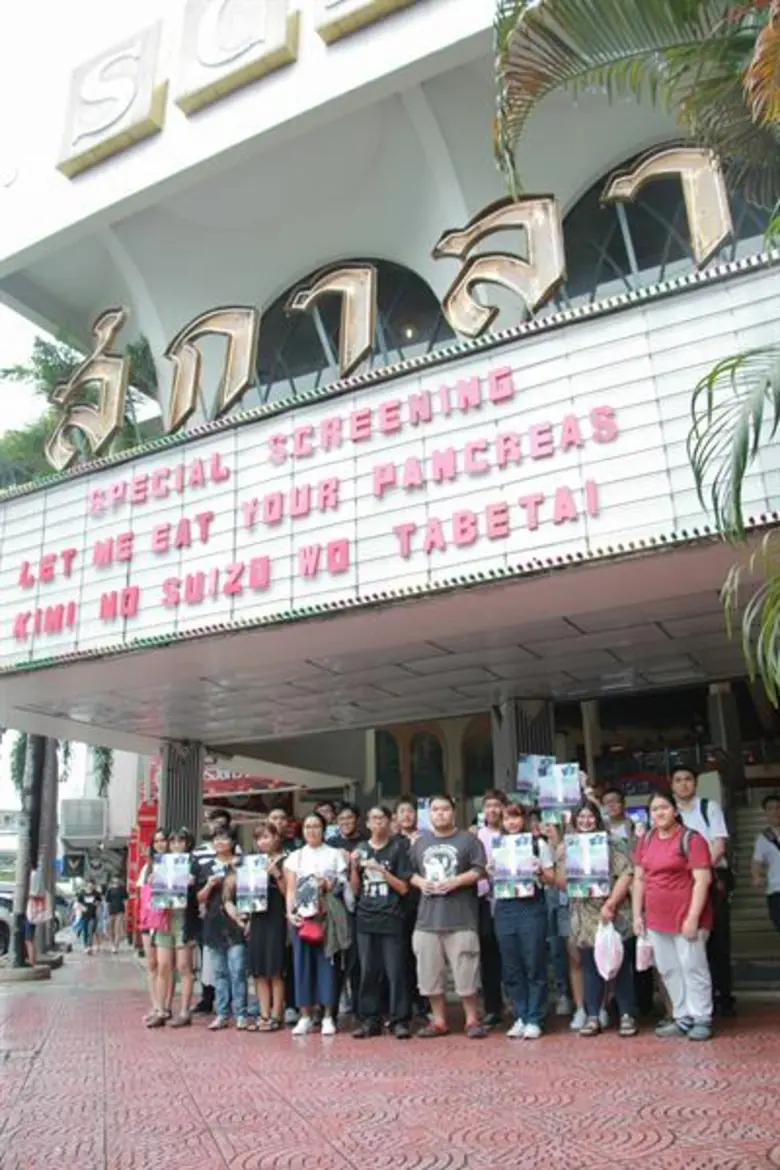 สกาลา
SPECIAL SCREENING
LET ME EAT YOUR PANCREAS
KIMI NO SUIZO WO TABETAI